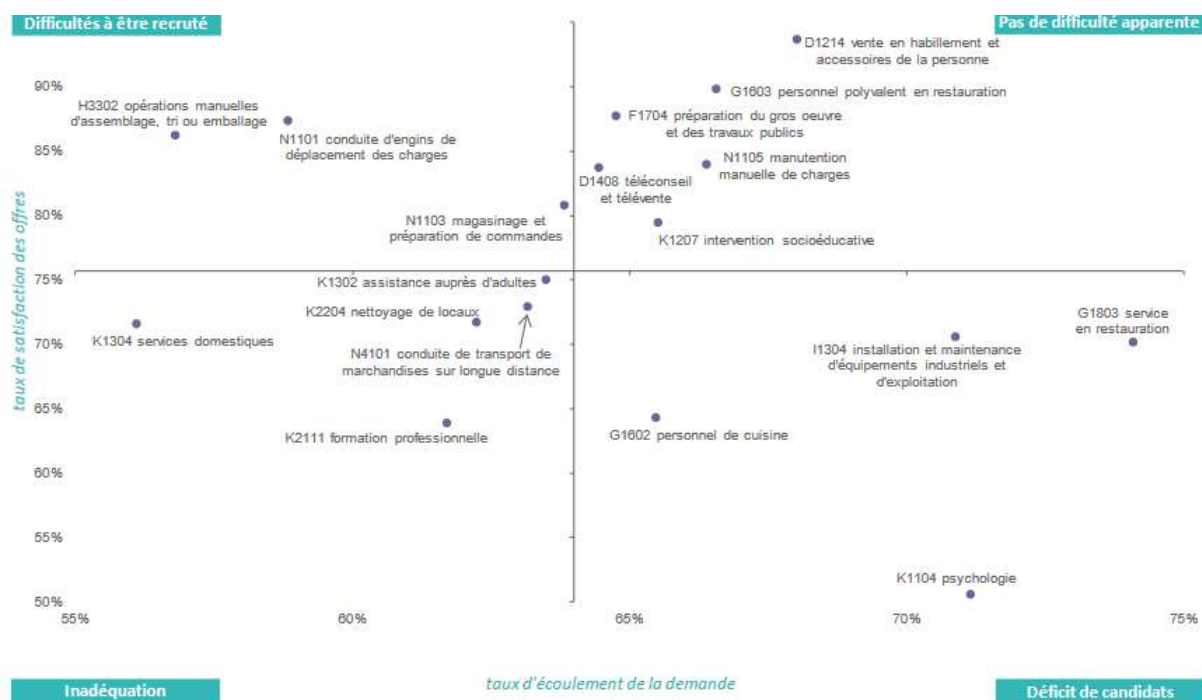 Difficultés à être recruté
Pas de difficulté apparente
D1214 vente en habillement et
accessoires de la personne
90%
G1603 personnel polyvalent en restauration
H3302 opérations manuelles
d'assemblage, tri ou emballage
F1704 préparation du gros oeuvre
et des travaux publics
N1101 conduite d'engins de
déplacement des charges
85%
N1105 manutention
manuelle de charges
D1408 téléconseil
et télévente
80%
N1103 magasinage et
préparation de commandes
K1207 intervention socioéducative
taux de satisfaction des offres
75%
K1302 assistance auprès d'adultes
K2204 nettoyage de locaux
G1803 service
en restauration
K1304 services domestiques
70%
I1304 installation et maintenance
d'équipements industriels et
d'exploitation
N4101 conduite de transport de
marchandises sur longue distance
65%
K2111 formation professionnelle
G1602 personnel de cuisine
60%
55%
K1104 psychologie
50%
55%
60%
65%
70%
75%
taux d'écoulement de la demande
Inadéquation
Déficit de candidats